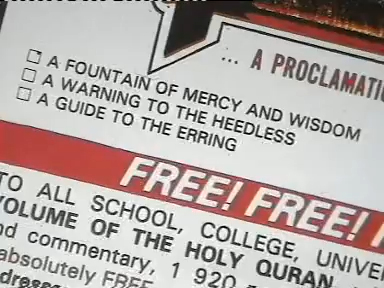 ... A PROCLAMATI
A FOUNTAIN OF MERCY AND WISDOM
A WARNING TO THE HEEDLESS
A GUIDE TO THE ERRING
FREE! FREE!
TO ALL SCHOOL, COLLEGE, UNIVE
VOLUME OF THE HOLY QURAN
nd commentary, 1 920
absolutely FREE